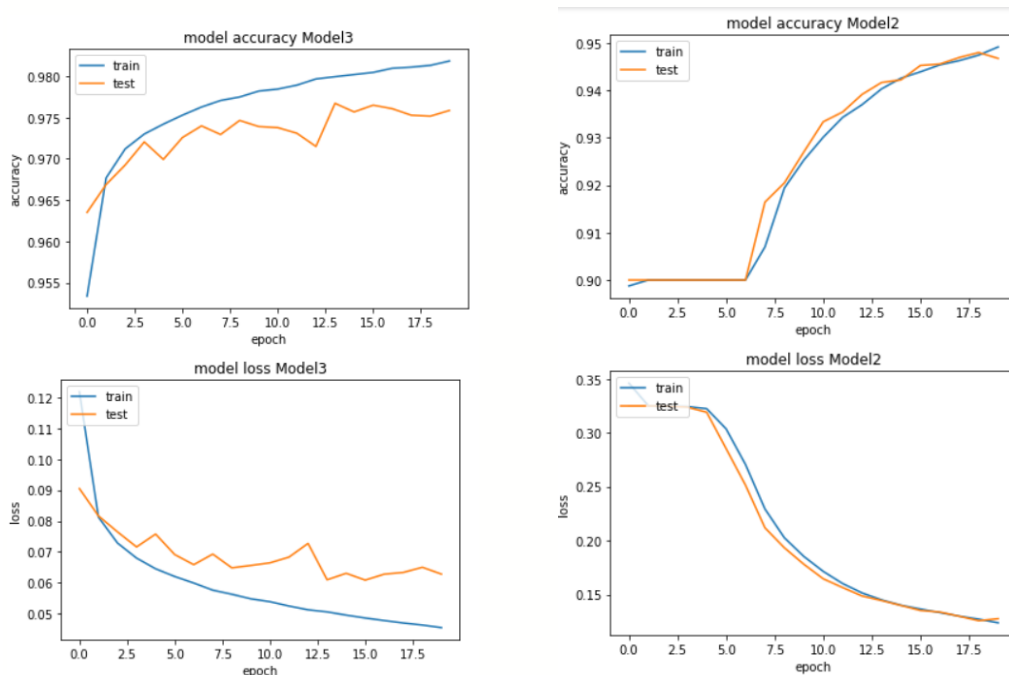 model accuracy Model3
train
test
0.980
0.975
0.970
0.965
0.960
0.955
accuracy
0.0 2.5 5.0 7.5 10.0 12.5 15.0 17.5
epoch
model accuracy Model2
train
test
0.95
0.94
0.93
0.92
0.91
0.90
accuracy
0.0 2.5 5.0 7.5 10.0 12.5 15.0 17.5
epoch
model loss Model3
train
test
0.12
0.11
0.10
0.09
0.08
0.07
0.06
0.05
loss
0.0 2.5 5.0 7.5 10.0 12.5 15.0 17.5
epoch
model loss Model2
train
test
0.35
0.30
0.25
0.20
0.15
loss
0.0 2.5 5.0 7.5 10.0 12.5 15.0 17.5
epoch